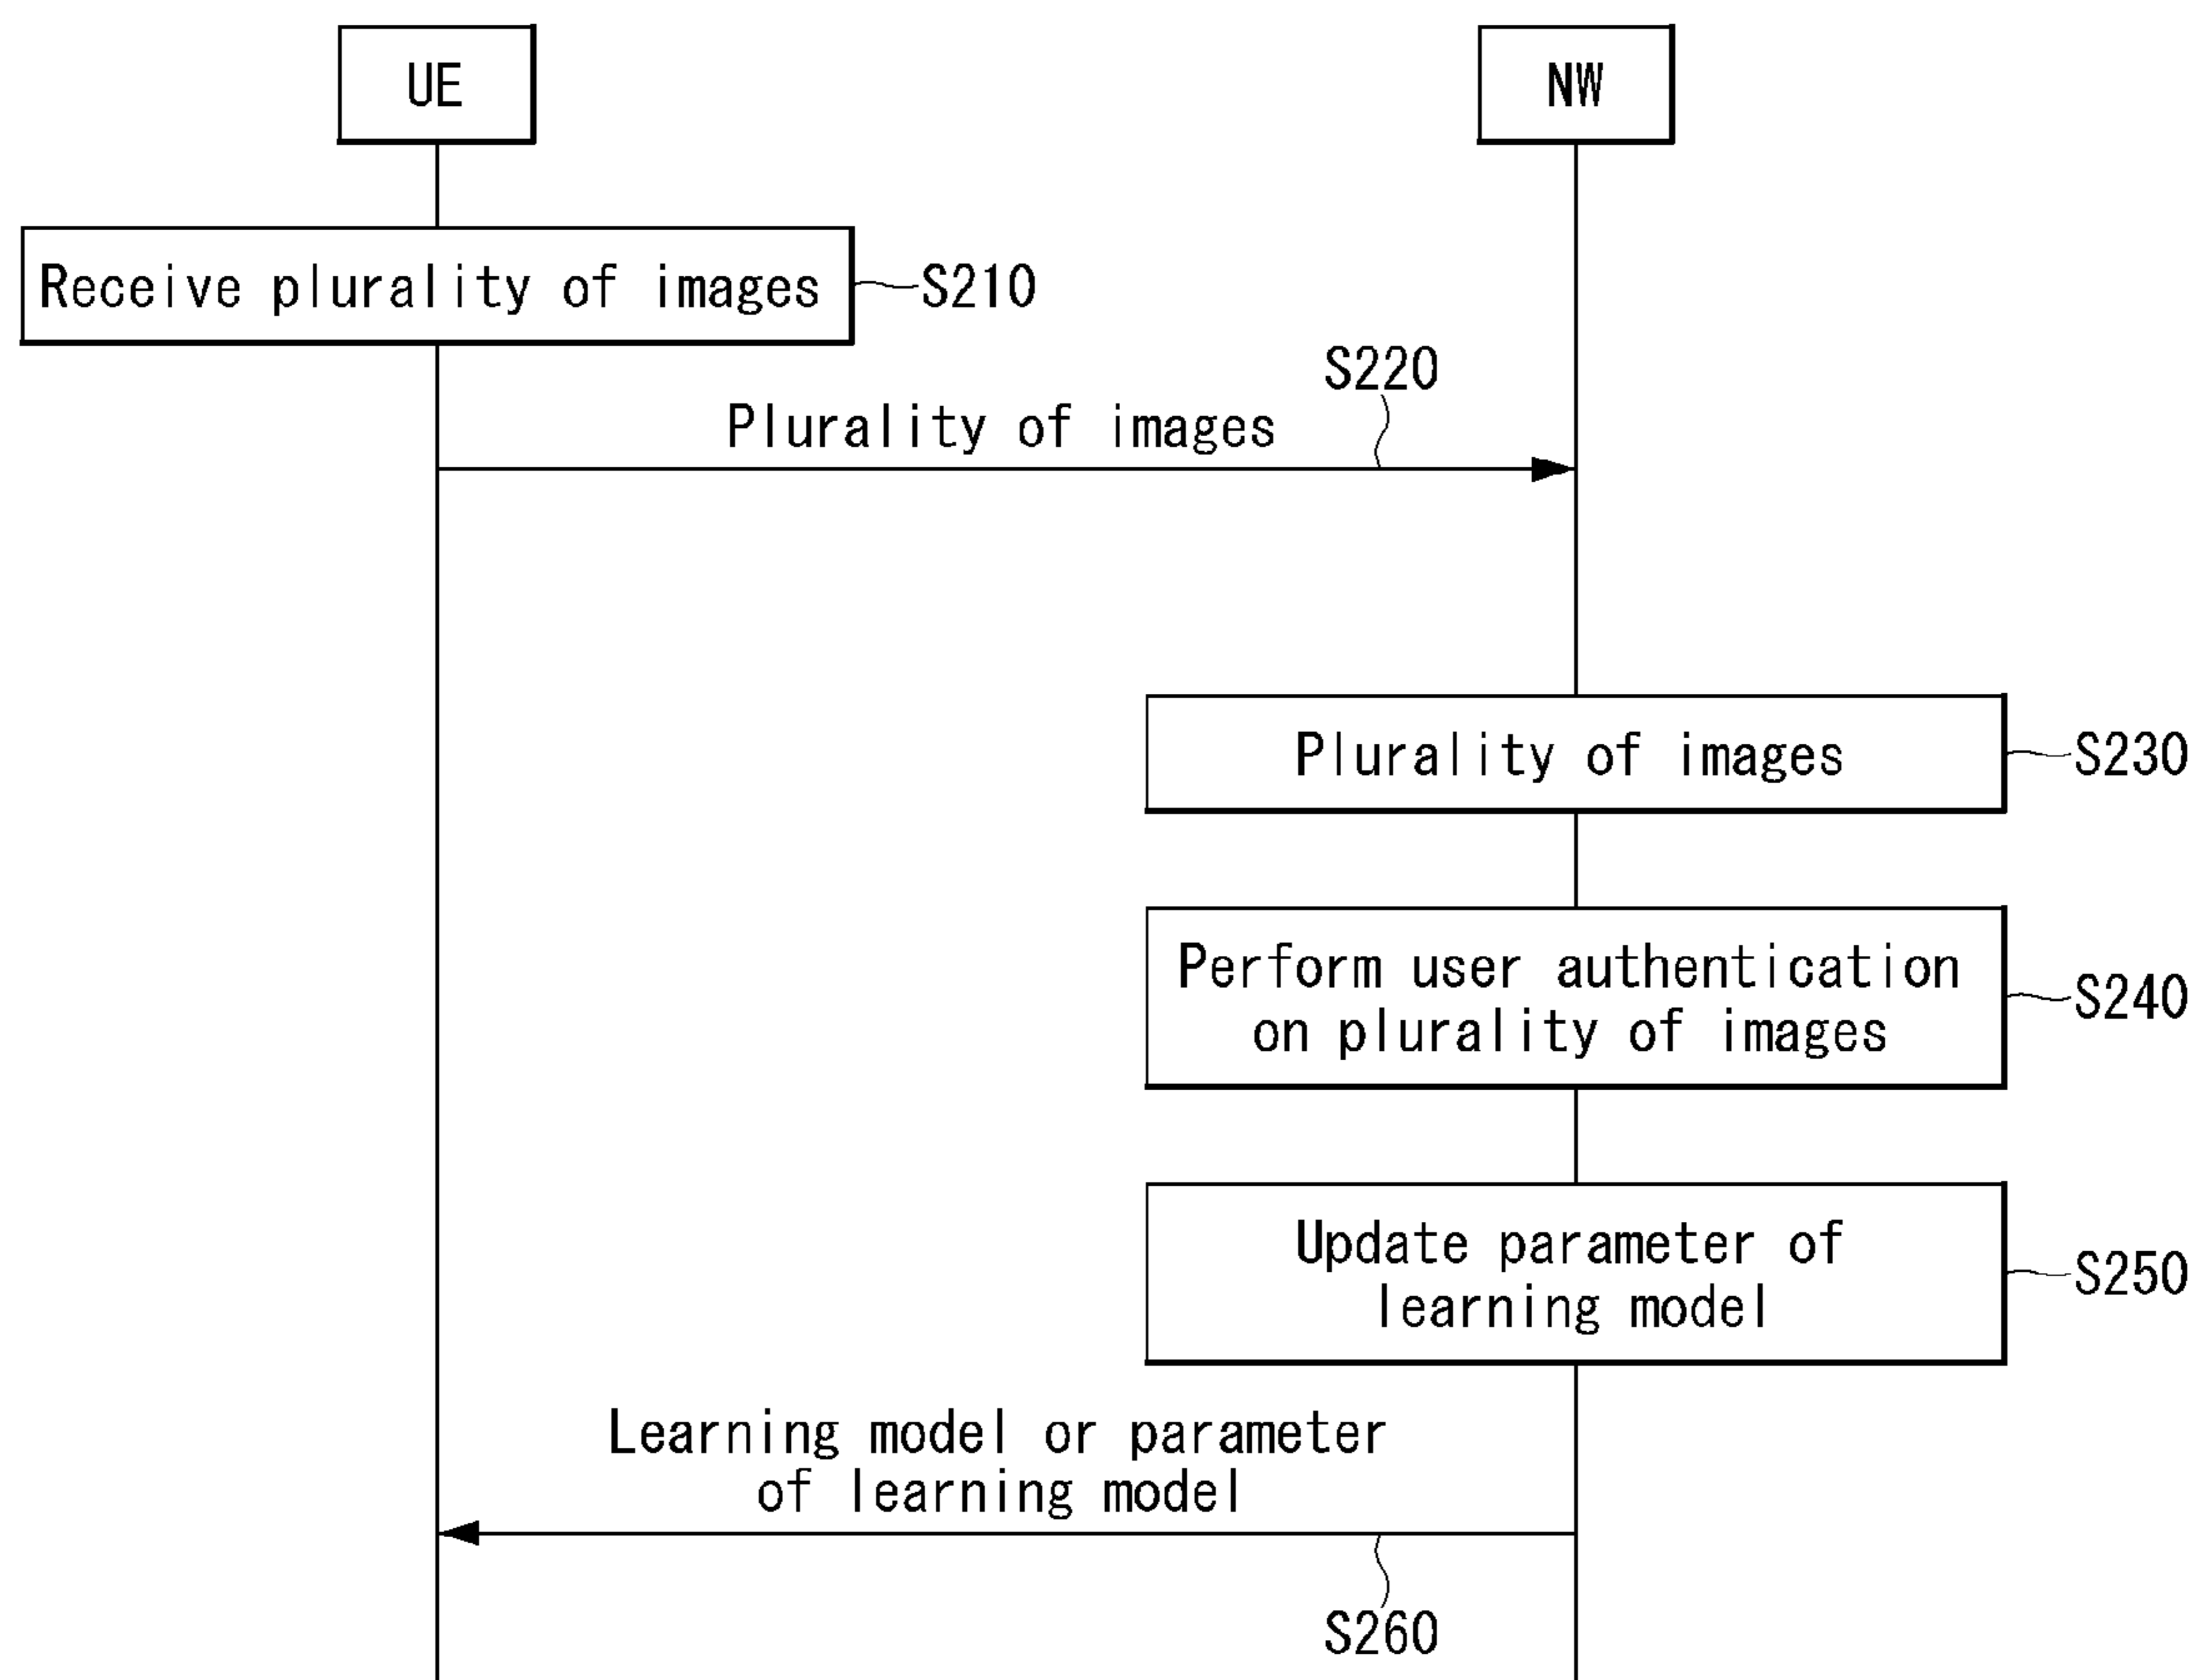 UE
NW
Receive plurality of images
S210
S220
Plurality of images
Plurality of images
S230
Perform user authentication
on plurality of images
S240
Update parameter of
learning model
S250
Learning model or parameter
of learning model
S260